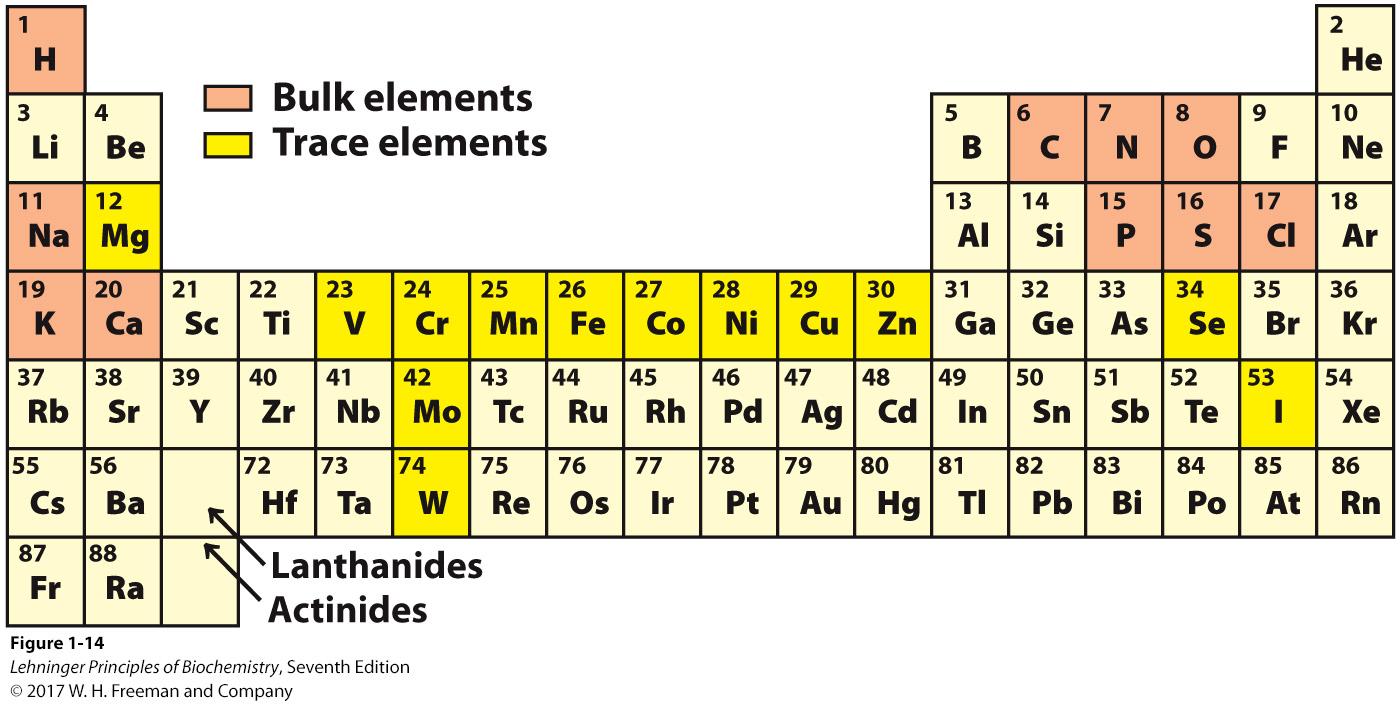 1 2
H He
Bulk elements
Trace elements
3 4 5 6 7 8 9 10
Li Be B C N O F Ne
11 12 13 14 15 16 17 18
Na Mg Al Si P S Cl Ar
19 20 21 22 23 24 25 26 27 28 29 30 31 32 33 34 35 36
K Ca Sc Ti V Cr Mn Fe Co Ni Cu Zn Ga Ge As Se Br Kr
37 38 39 40 41 42 43 44 45 46 47 48 49 50 51 52 53 54
Rb Sr Y Zr Nb Mo Tc Ru Rh Pd Ag Cd In Sn Sb Te I Xe
55 56 72 73 74 75 76 77 78 79 80 81 82 83 84 85 86
Cs Ba Hf Ta W Re Os Ir Pt Au Hg Tl Pb Bi Po At Rn
87 88
Fr Ra
Lanthanides
Actinides
Figure 1-14
Lehninger Principles of Biochemistry, Seventh Edition
© 2017 W. H. Freeman and Company